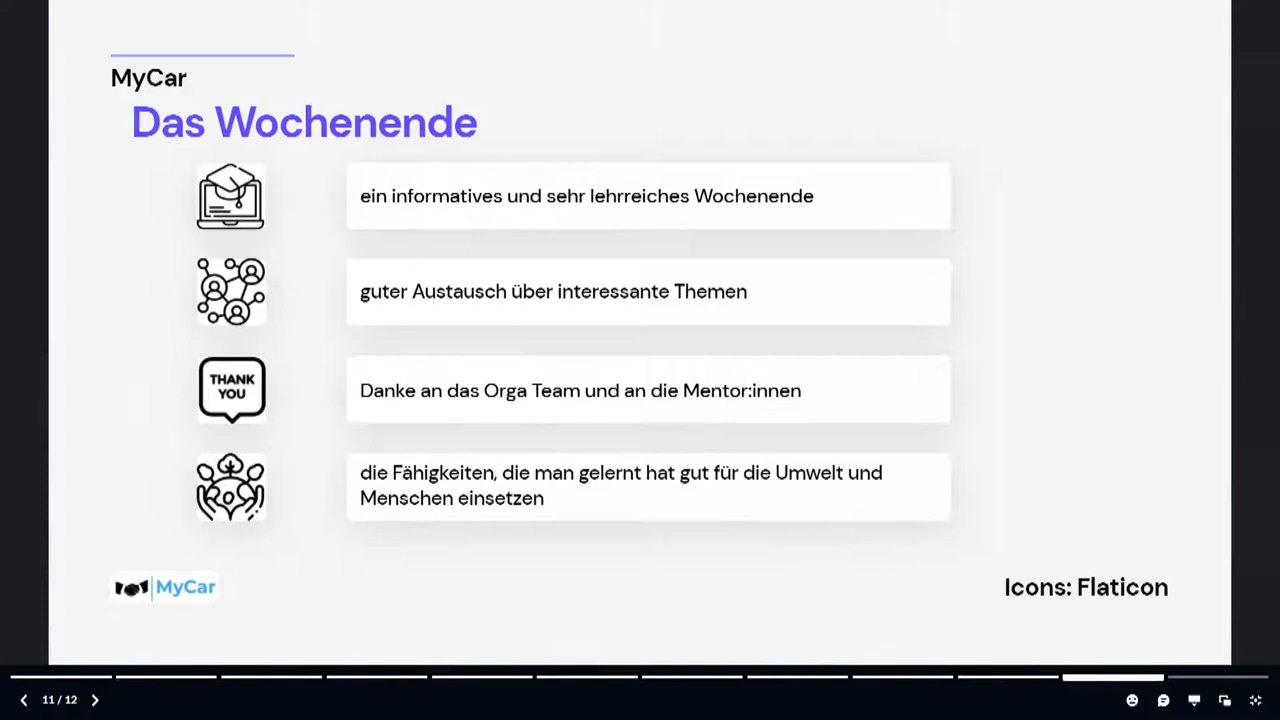 MyCar
Das Wochenende
ein informatives und sehr lehrreiches Wochenende
guter Austausch über interessante Themen
THANK
YOU
Danke an das Orga Team und an die Mentor:innen
die Fähigkeiten, die man gelernt hat gut für die Umwelt und
Menschen einsetzen
MyCar
Icons: Flaticon
11 / 12